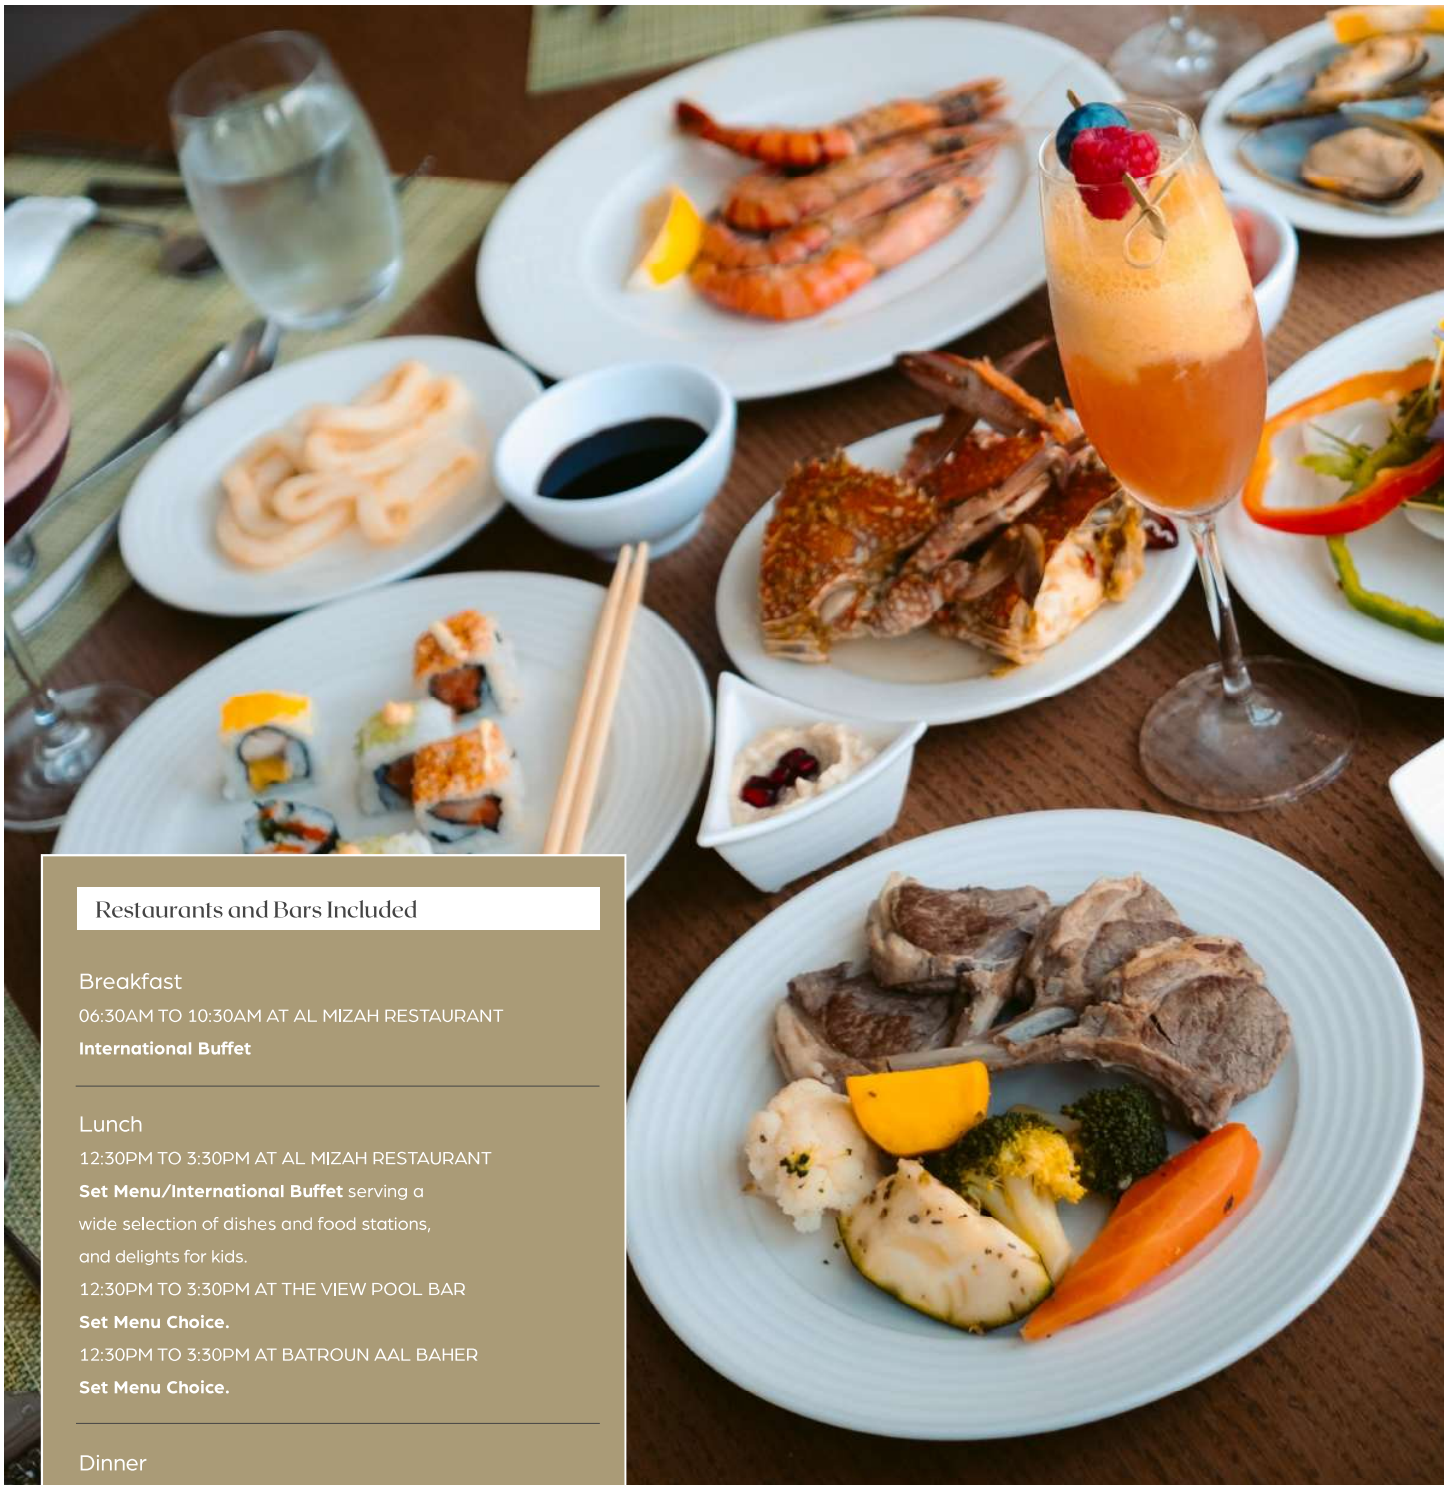 Restaurants and Bars Included
Breakfast
06:30AM TO 10:30AM AT AL MIZAH RESTAURANT
International Buffet
Lunch
12:30PM TO 3:30PM AT AL MIZAH RESTAURANT
Set Menu/International Buffet serving a
wide selection of dishes and food stations,
and delights for kids.
12:30PM TO 3:30PM AT THE VIEW POOL BAR
Set Menu Choice.
12:30PM TO 3:30PM AT BATROUN AAL BAHER
Set Menu Choice.
Dinner